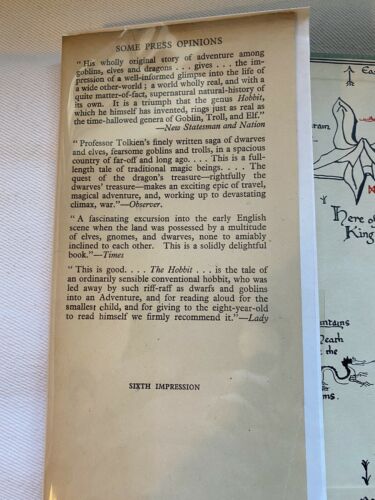 SOME PRESS OPINIONS
" His wholly original story of adventure among
goblins, elves and dragons . . . gives . . . the im-
pression of a well-informed glimpse into the life of
a wide other-world; a world wholly real, and with a
quite matter-of-fact, supernatural natural-history of
its own. It is a triumph that the genus Hobbit,
which he himself has invented, rings just as real as
the time-hallowed genera of Goblin, Troll, and Elf."
—New Statesman and Nation
" Professor Tolkien's finely written saga of dwarves
and elves, fearsome goblins and trolls, in a spacious
country of far-off and long ago. . . . This is a full-
length tale of traditional magic beings. . . . The
quest of the dragon's treasure—rightfully the
dwarves' treasure—makes an exciting epic of travel,
magical adventure, and, working up to devastating
climax, war."—Observer.
" A fascinating excursion into the early English
scene when the land was possessed by a multitude
of elves, gnomes, and dwarves, none to amiably
inclined to each other. This is a solidly delightful
book."—Times
" This is good. . . . The Hobbit . . . is the tale of
an ordinarily sensible conventional hobbit, who was
led away by such riff-raff as dwarfs and goblins
into an Adventure, and for reading aloud for the
smallest child, and for giving to the eight-year-old
to read himself we firmly recommend it."—Lady
SIXTH IMPRESSION
East
Here of
King
the